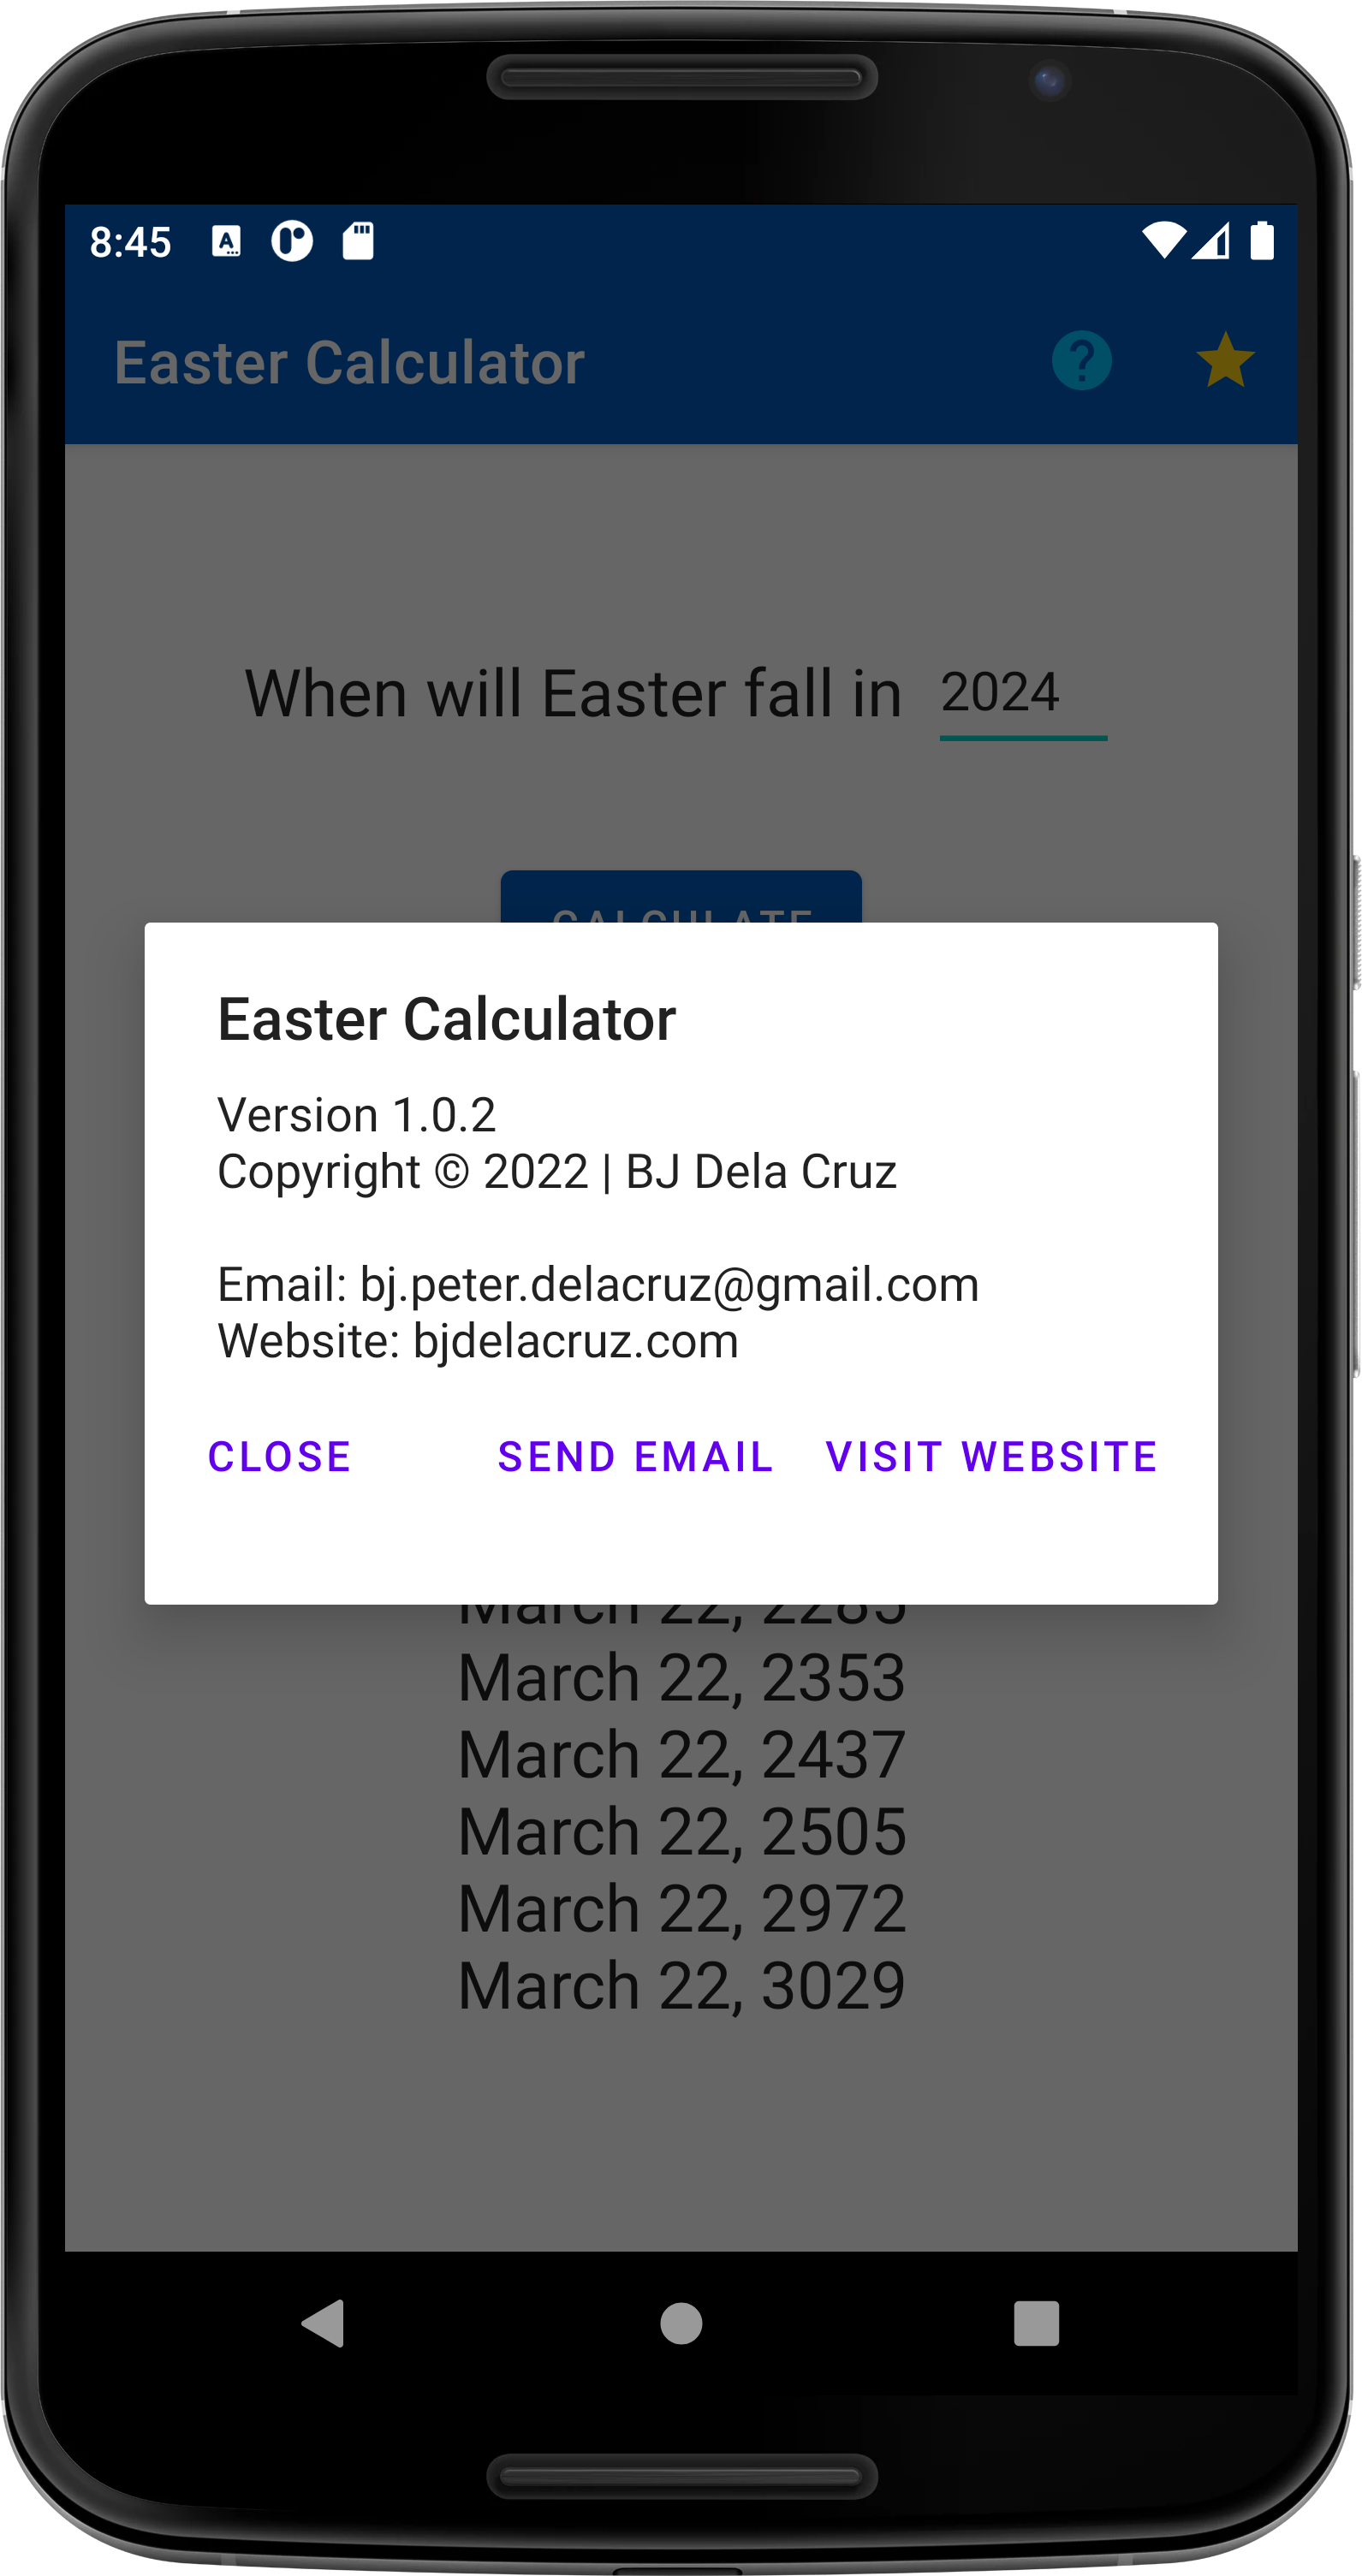 8:45
Easter Calculator
When will Easter fall in 2024
CALCULATE
Easter Calculator
Version 1.0.2
Copyright © 2022 | BJ Dela Cruz
Email: bj.peter.delacruz@gmail.com
Website: bjdelacruz.com
CLOSE SEND EMAIL VISIT WEBSITE
March 22, 2285
March 22, 2353
March 22, 2437
March 22, 2505
March 22, 2972
March 22, 3029